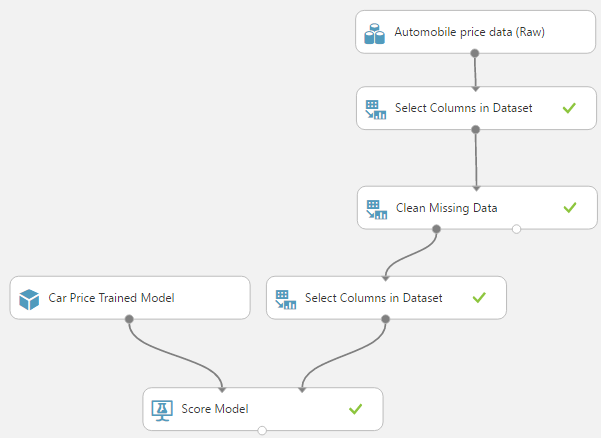 Automobile price data (Raw)
Select Columns in Dataset
Clean Missing Data
Car Price Trained Model
Select Columns in Dataset
Score Model